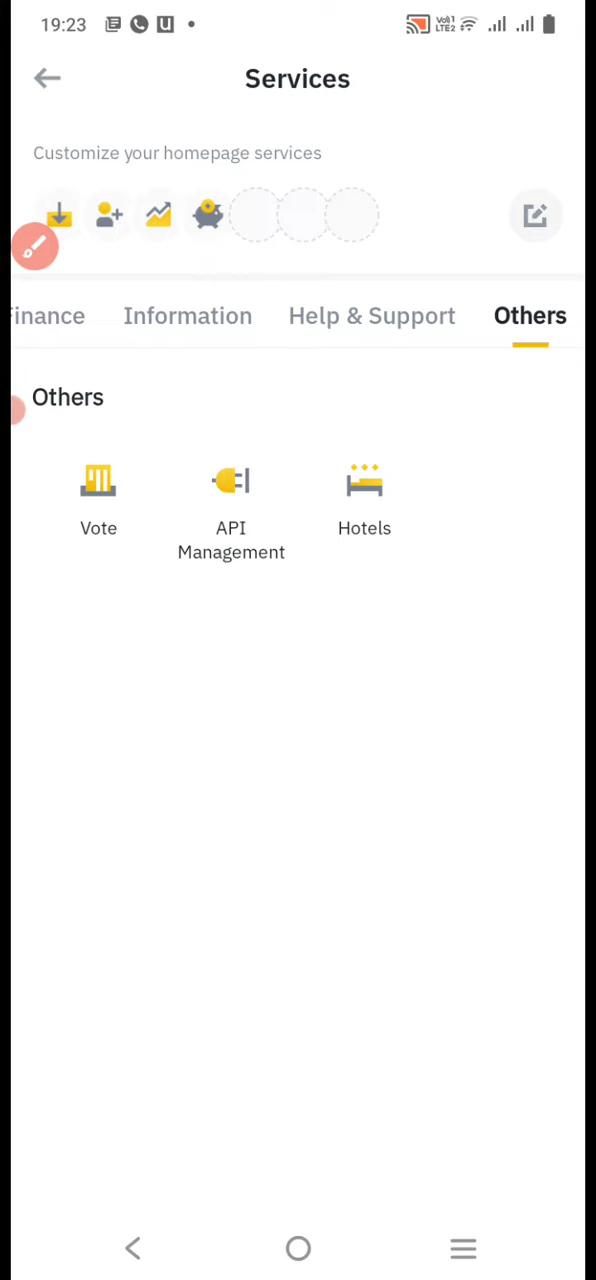 19:23
Services
Customize your homepage services
inance Information Help & Support Others
Others
Vote API Management Hotels